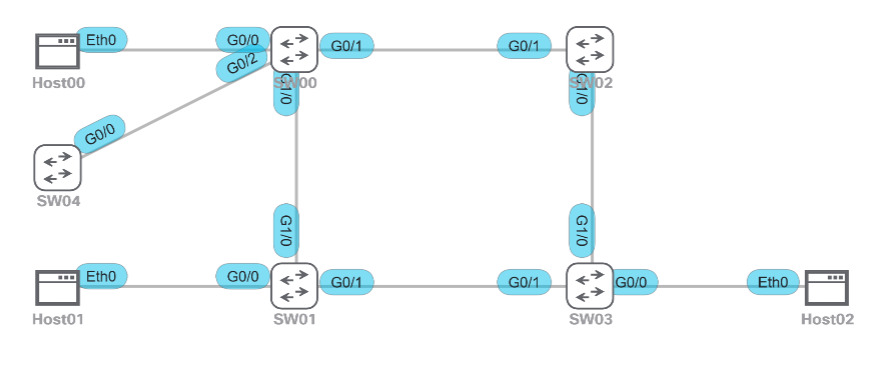 Eth0
G0/0
G0/1
G0/1
G0/2
Host00
SW00
SW02
G1/0
G1/0
G0/0
SW04
G1/0
G1/0
Eth0
G0/0
G0/1
G0/1
G0/0
Eth0
Host01
SW01
SW03
Host02